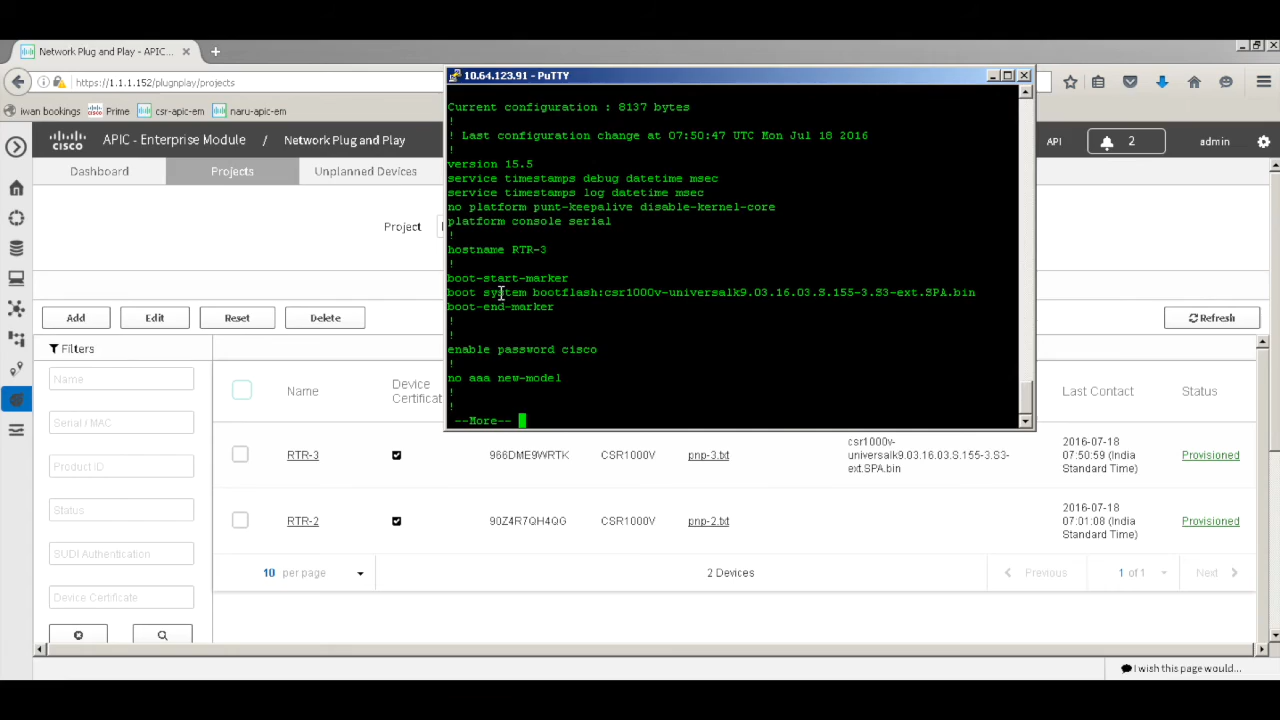 Network Plug and Play - APIC...
https://1.1.1.152/plugnplay/projects
iwan bookings
Prime
csr-apic-em
naru-apic-em
cisco
APIC - Enterprise Module / Network Plug and Play
API
2
admin
Dashboard
Projects
Unplanned Devices
Project
10.64.123.91 - PuTTY
Current configuration : 8137 bytes
!
! Last configuration change at 07:50:47 UTC Mon Jul 18 2016
!
version 15.5
service timestamps debug datetime msec
service timestamps log datetime msec
no platform punt-keepalive disable-kernel-core
platform console serial
!
hostname RTR-3
!
boot-start-marker
boot system bootflash:csr1000v-universalk9.03.16.03.S.155-3.S3-ext.SPA.bin
boot-end-marker
!
!
enable password cisco
!
no aaa new-model
!
!
--More--
Add
Edit
Reset
Delete
Refresh
Filters
Name
Serial / MAC
Product ID
Status
SUDI Authentication
Device Certificate
Name
Device
Certificat
Last Contact
Status
RTR-3
966DME9WRTK
CSR1000V
pnp-3.txt
csr1000v-
universalk9.03.16.03.S.155-3.S3-
ext.SPA.bin
2016-07-18
07:50:59 (India
Standard Time)
Provisioned
RTR-2
90Z4R7QH4QG
CSR1000V
pnp-2.txt
2016-07-18
07:01:08 (India
Standard Time)
Provisioned
10 per page
2 Devices
Previous
1 of 1
Next
I wish this page would...